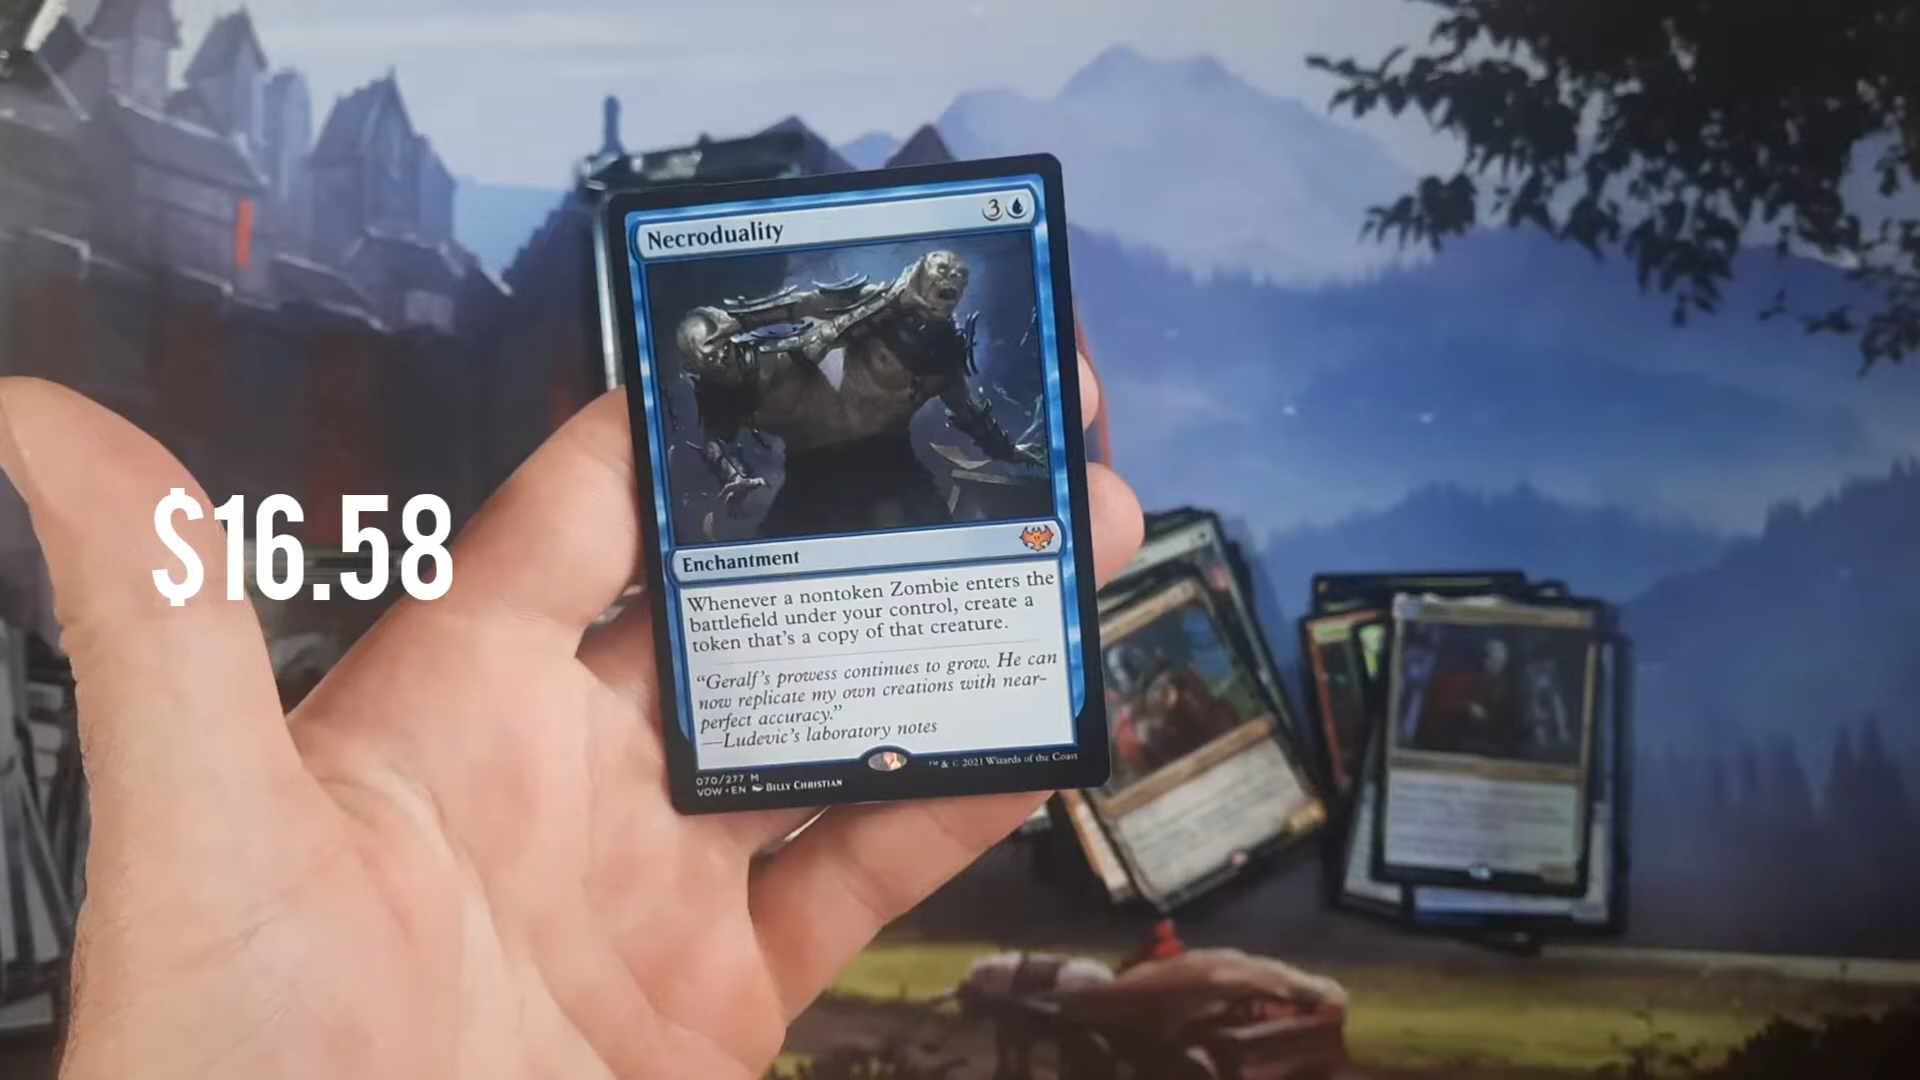 Necroduality 3
$16.58
Enchantment
Whenever a nontoken Zombie enters the
battlefield under your control, create a
token that's a copy of that creature.
"Geralf's prowess continues to grow. He can
now replicate my own creations with near-
perfect accuracy."
—Ludevic's laboratory notes
070/277 M
VOW • EN BILLY CHRISTIAN
™ & © 2021 Wizards of the Coast